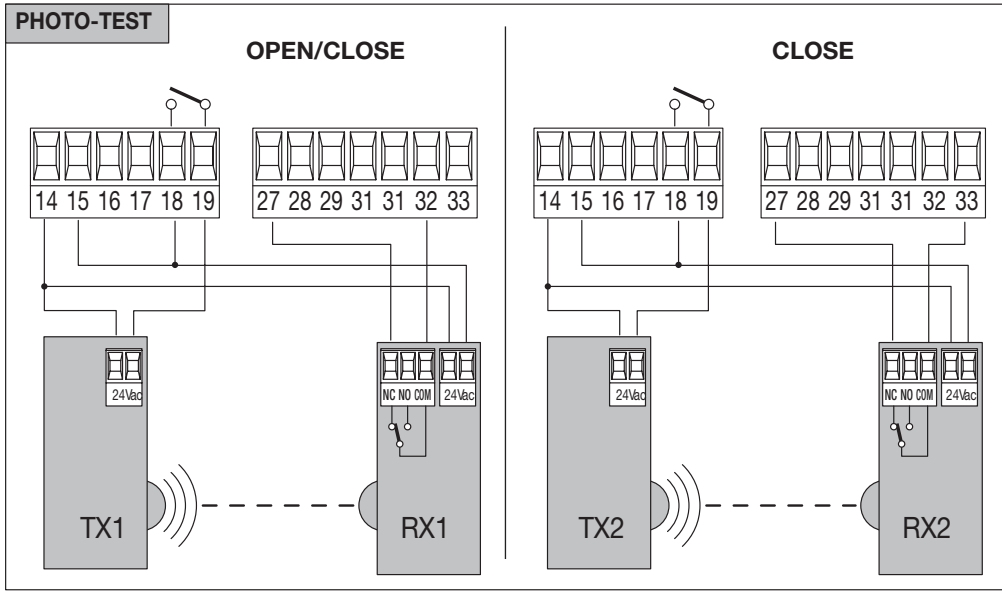 PHOTO-TEST
OPEN/CLOSE
14 15 16 17 18 19
27 28 29 31 31 32 33
24Vac
NC NO COM
24Vac
TX1
RX1
CLOSE
14 15 16 17 18 19
27 28 29 31 31 32 33
24Vac
NC NO COM
24Vac
TX2
RX2